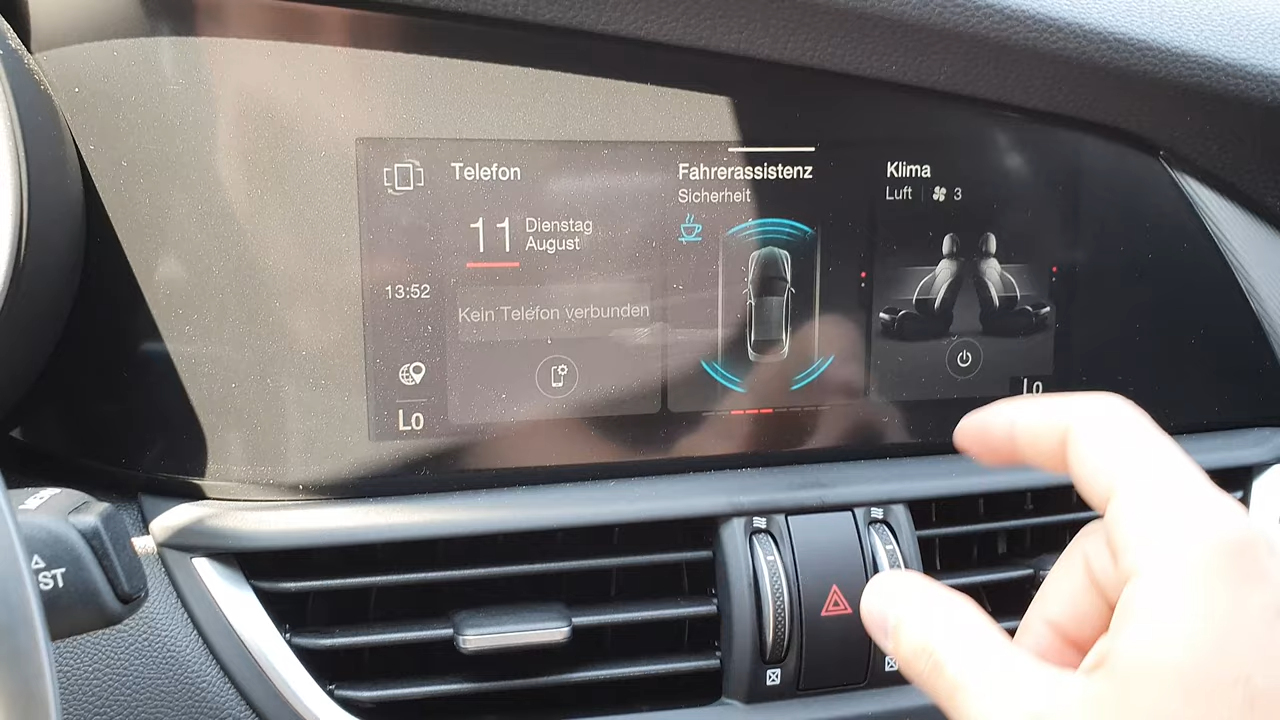 Telefon
11
Dienstag
August
13:52
Kein Telefon verbunden
Lo
Fahrerassistenz
Sicherheit
Klima
Luft 3
Lo
ST